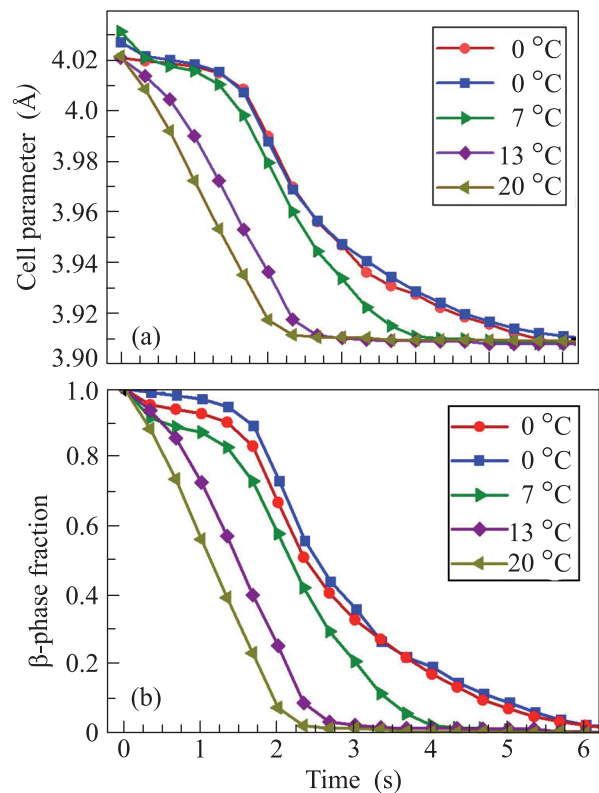 4.02
4.00
3.98
3.96
3.94
3.92
3.90
Cell parameter (Å)
(a)
0 °C
0 °C
7 °C
13 °C
20 °C
1.0
0.8
0.6
0.4
0.2
0
β-phase fraction
(b)
0 °C
0 °C
7 °C
13 °C
20 °C
0 1 2 3 4 5 6
Time (s)